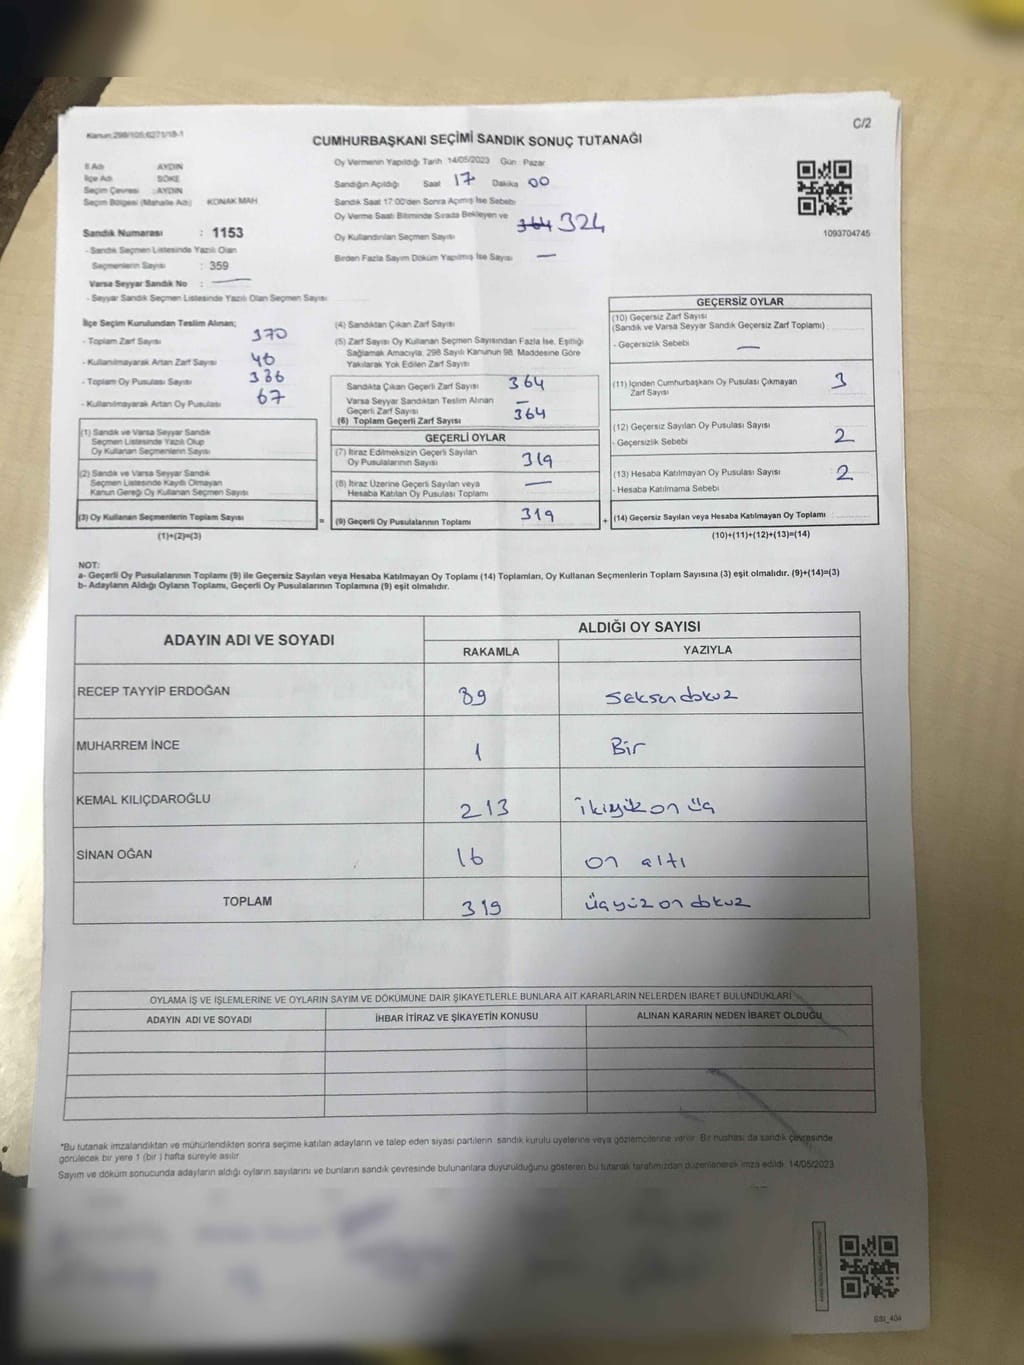 Kanun:298/105;6271/18-1
C/2
CUMHURBAŞKANI SEÇİMİ SANDIK SONUÇ TUTANAĞI
İl Adı AYDIN
İlçe Adı SÖKE
Seçim Çevresi :AYDIN
Seçim Bölgesi (Mahalle Adı) KONAK MAH.
Sandık Numarası : 1153
- Sandık Seçmen Listesinde Yazılı Olan
Seçmenlerin Sayısı : 359
Varsa Seyyar Sandık No :
- Seyyar Sandık Seçmen Listesinde Yazılı Olan Seçmen Sayısı
Oy Vermenin Yapıldığı Tarih 14/05/2023 Gün Pazar
Sandığın Açıldığı Saat 17 Dakika 00
Sandık Saat 17:00'den Sonra Açılmış İse Sebebi
Oy Verme Saati Bitiminde Sırada Bekleyen ve 364 324
Oy Kullandırılan Seçmen Sayısı
Birden Fazla Sayım Döküm Yapılmış İse Sayısı —
1093704745
İlçe Seçim Kurulundan Teslim Alınan;
- Toplam Zarf Sayısı 370
- Kullanılmayarak Artan Zarf Sayısı 46
- Toplam Oy Pusulası Sayısı
- Kullanılmayarak Artan Oy Pusulası 67
(1) Sandık ve Varsa Seyyar Sandık
Seçmen Listesinde Yazılı Olup
Oy Kullanan Seçmenlerin Sayısı
(2) Sandık ve Varsa Seyyar Sandık
Seçmen Listesinde Kayıtlı Olmayan
Kanun Gereği Oy Kullanan Seçmen Sayısı
(3) Oy Kullanan Seçmenlerin Toplam Sayısı
(1)+(2)=(3)
(4) Sandıktan Çıkan Zarf Sayısı
(5) Zarf Sayısı Oy Kullanan Seçmen Sayısından Fazla İse, Eşitliği
Sağlamak Amacıyla, 298 Sayılı Kanunun 98. Maddesine Göre
Yakılarak Yok Edilen Zarf Sayısı
Sandıkta Çıkan Geçerli Zarf Sayısı 364
Varsa Seyyar Sandıktan Teslim Alınan —
Geçerli Zarf Sayısı
(6) Toplam Geçerli Zarf Sayısı 364
GEÇERLİ OYLAR
(7) İtiraz Edilmeksizin Geçerli Sayılan
Oy Pusulalarının Sayısı 319
(8) İtiraz Üzerine Geçerli Sayılan veya
Hesaba Katılan Oy Pusulası Toplamı —
= (9) Geçerli Oy Pusulalarının Toplamı 319
GEÇERSİZ OYLAR
(10) Geçersiz Zarf Sayısı
(Sandık ve Varsa Seyyar Sandık Geçersiz Zarf Toplamı)
- Geçersizlik Sebebi —
(11) İçinden Cumhurbaşkanı Oy Pusulası Çıkmayan 3
Zarf Sayısı
(12) Geçersiz Sayılan Oy Pusulası Sayısı
- Geçersizlik Sebebi 2
(13) Hesaba Katılmayan Oy Pusulası Sayısı 2
- Hesaba Katılmama Sebebi
+ (14) Geçersiz Sayılan veya Hesaba Katılmayan Oy Toplamı
(10)+(11)+(12)+(13)=(14)
NOT:
a- Geçerli Oy Pusulalarının Toplamı (9) ile Geçersiz Sayılan veya Hesaba Katılmayan Oy Toplamı (14) Toplamları, Oy Kullanan Seçmenlerin Toplam Sayısına (3) eşit olmalıdır. (9)+(14)=(3)
b- Adayların Aldığı Oyların Toplamı, Geçerli Oy Pusulalarının Toplamına (9) eşit olmalıdır.
ADAYIN ADI VE SOYADI ALDIĞI OY SAYISI
RAKAMLA YAZIYLA
RECEP TAYYİP ERDOĞAN 89 seksendokuz
MUHARREM İNCE 1 Bir
KEMAL KILIÇDAROĞLU 213 ikiyüz on üç
SİNAN OĞAN 16 on altı
TOPLAM 319 üçyüz on dokuz
OYLAMA İŞ VE İŞLEMLERİNE VE OYLARIN SAYIM VE DÖKÜMÜNE DAİR ŞİKAYETLERLE BUNLARA AİT KARARLARIN NELERDEN İBARET BULUNDUKLARI
ADAYIN ADI VE SOYADI İHBAR İTİRAZ VE ŞİKAYETİN KONUSU ALINAN KARARIN NEDEN İBARET OLDUĞU
*Bu tutanak imzalandıktan ve mühürlendikten sonra seçime katılan adayların ve talep eden siyasi partilerin sandık kurulu üyelerine veya gözlemcilerine verilir. Bir nüshası da sandık çevresinde
görülecek bir yere 1 (bir) hafta süreyle asılır.
Sayım ve döküm sonucunda adayların aldığı oyların sayılarını ve bunların sandık çevresinde bulunanlara duyurulduğunu gösteren bu tutanak tarafımızdan düzenlenerek imza edildi. 14/05/2023
GSI_404